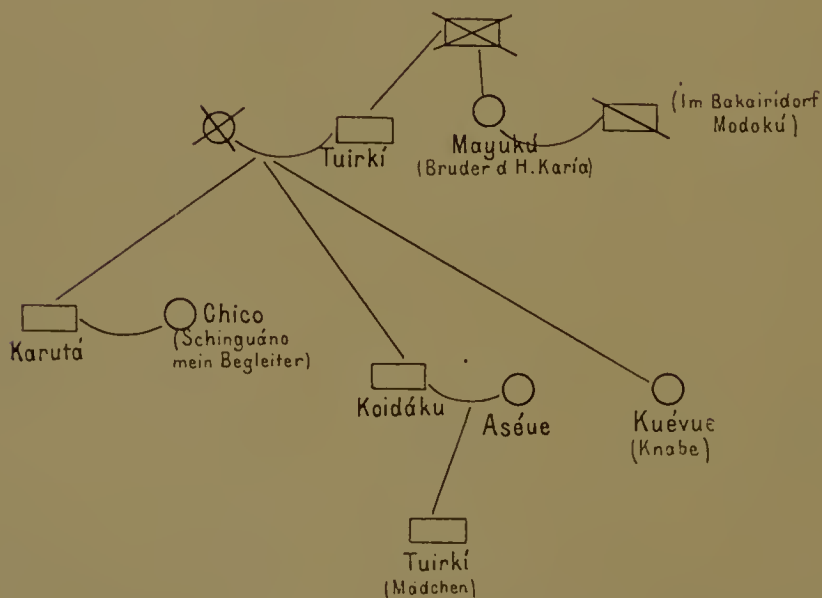 (Im Bakairidorf
Modokú)
Tuirkí
Mayukú
(Bruder d H. Karía)
Chico
(Schinguáno
mein Begleiter)
Karutá
Koidáku
Aséue
Kuévue
(Knabe)
Tuirkí
(Mädchen)